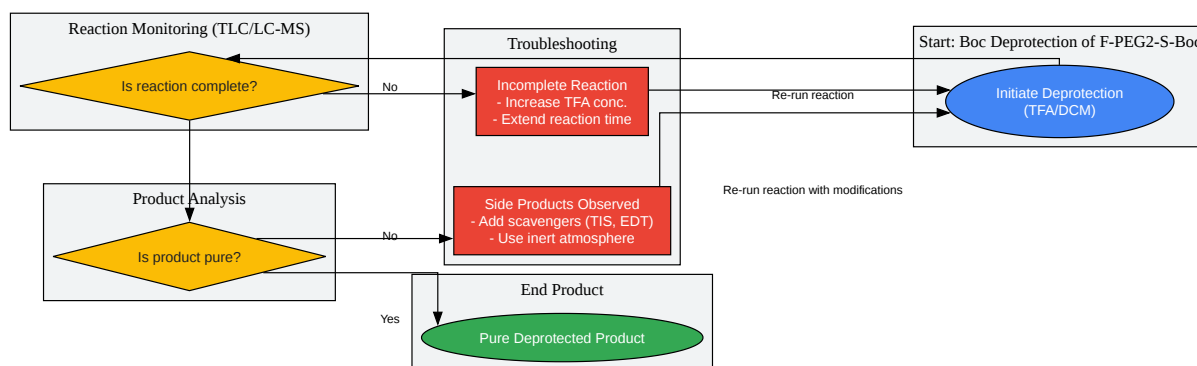 Reaction Monitoring (TLC/LC-MS)
Is reaction complete?
No
Troubleshooting
Incomplete Reaction
- Increase TFA conc.
- Extend reaction time
Re-run reaction
Start: Boc Deprotection of F-PEG2-S-Boc
Initiate Deprotection
(TFA/DCM)
Product Analysis
Is product pure?
No
Side Products Observed
- Add scavengers (TIS, EDT)
- Use inert atmosphere
Re-run reaction with modifications
Yes
End Product
Pure Deprotected Product